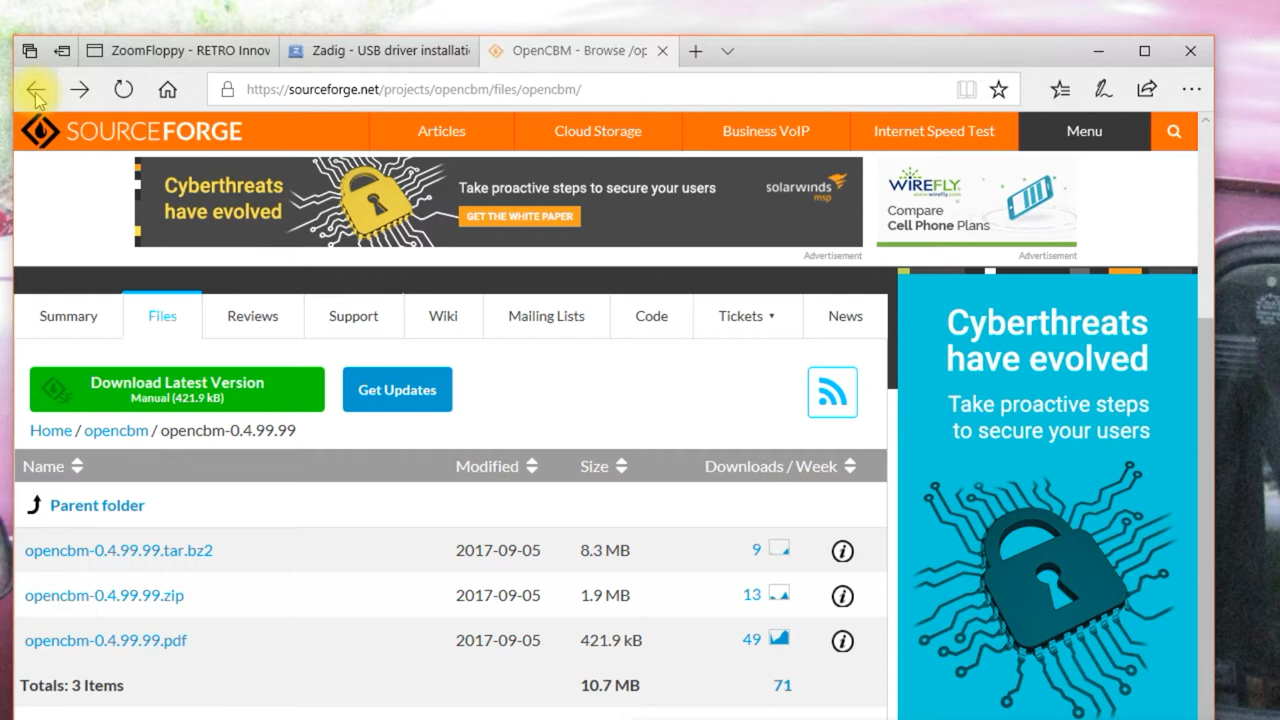 ZoomFloppy - RETRO Innov
Zadig - USB driver installati
OpenCBM - Browse /op
https://sourceforge.net/projects/opencbm/files/opencbm/
SOURCEFORGE
Articles
Cloud Storage
Business VoIP
Internet Speed Test
Menu
Cyberthreats
have evolved
Take proactive steps to secure your users
GET THE WHITE PAPER
solarwinds
msp
WIREFLY
Compare
Cell Phone Plans
Advertisement
Advertisement
Summary
Files
Reviews
Support
Wiki
Mailing Lists
Code
Tickets
News
Download Latest Version
Manual (421.9 kB)
Get Updates
Home / opencbm / opencbm-0.4.99.99
Name Modified Size Downloads / Week
Parent folder
opencbm-0.4.99.99.tar.bz2 2017-09-05 8.3 MB 9
opencbm-0.4.99.99.zip 2017-09-05 1.9 MB 13
opencbm-0.4.99.99.pdf 2017-09-05 421.9 kB 49
Totals: 3 Items 10.7 MB 71
Cyberthreats
have evolved
Take proactive steps
to secure your users